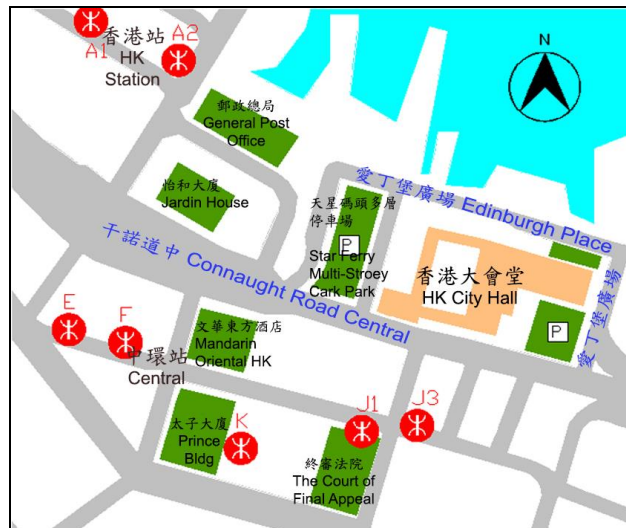 A1
香港站
HK
Station
A2
N
郵政總局
General Post
Office
怡和大廈
Jardin House
天星碼頭多層
停車場
P
Star Ferry
Multi-Stroey
Cark Park
愛丁堡廣場 Edinburgh Place
香港大會堂
HK City Hall
P
愛丁堡廣場
干諾道中 Connaught Road Central
E
F
中環站
Central
文華東方酒店
Mandarin
Oriental HK
太子大廈
Prince
Bldg
K
J1
J3
終審法院
The Court of
Final Appeal